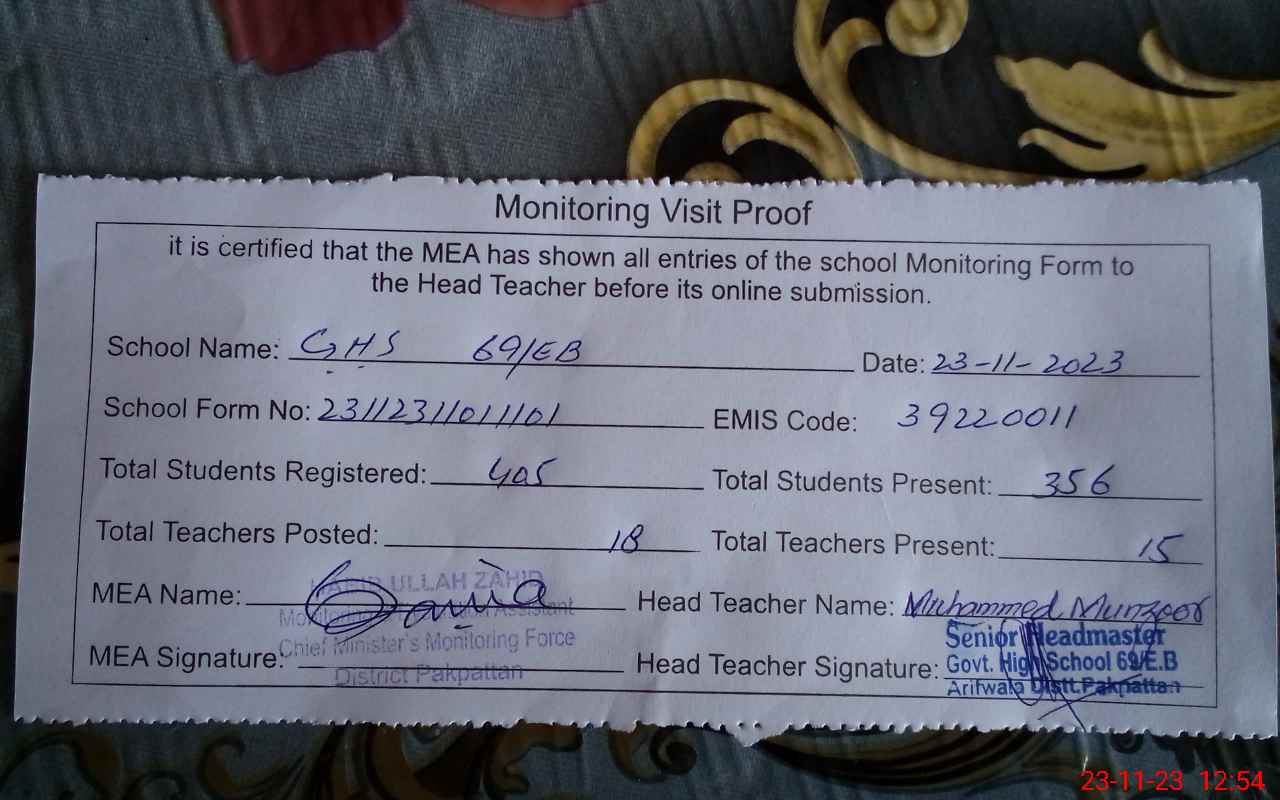 Monitoring Visit Proof
it is certified that the MEA has shown all entries of the school Monitoring Form to
the Head Teacher before its online submission.
School Name: GHS 69/EB Date: 23-11-2023
School Form No: 23112311011101 EMIS Code: 39220011
Total Students Registered: 405 Total Students Present: 356
Total Teachers Posted: 18 Total Teachers Present: 15
MEA Name: Head Teacher Name: Muhammed Munzoor
ULLAH ZAHID
Assistant
Chief Minister's Monitoring Force
District Pakpattan
MEA Signature: Head Teacher Signature:
Senior Headmaster
Govt. High School 69/E.B
Arifwala Distt.Pakpattan
23-11-23 12:54